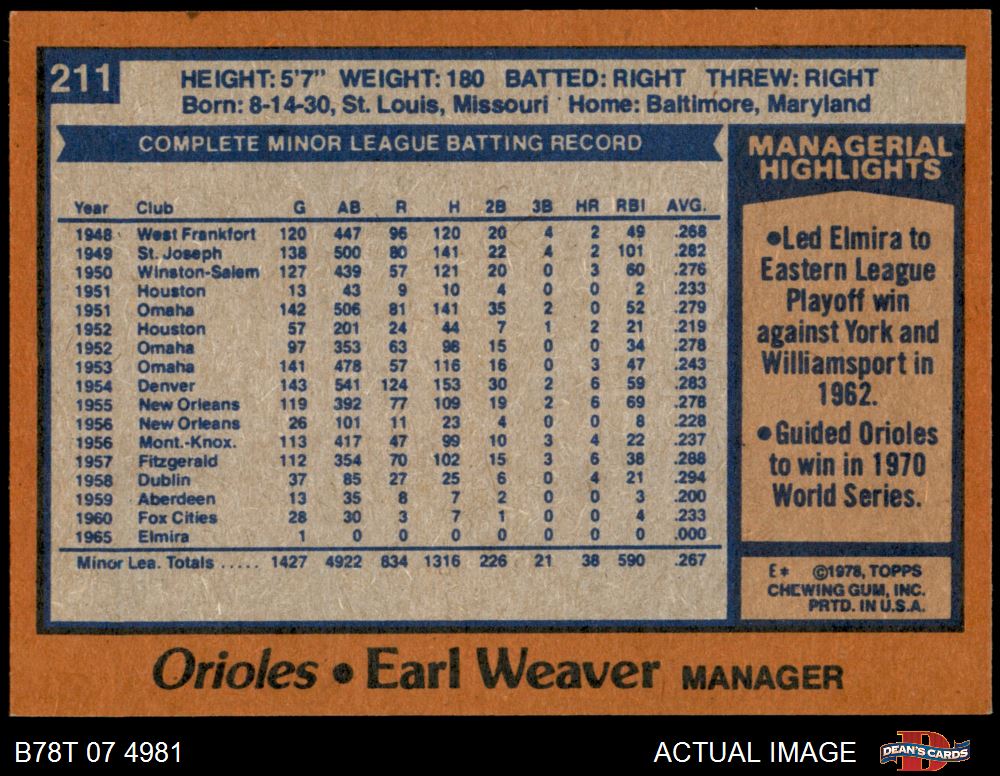 211
HEIGHT: 5'7" WEIGHT: 180 BATTED: RIGHT THREW: RIGHT
Born: 8-14-30, St. Louis, Missouri Home: Baltimore, Maryland
COMPLETE MINOR LEAGUE BATTING RECORD
Year Club G AB R H 2B 3B HR RBI AVG.
1948 West Frankfort 120 447 96 120 20 4 2 49 .268
1949 St. Joseph 138 500 80 141 22 4 2 101 .282
1950 Winston-Salem 127 439 57 121 20 0 3 60 .276
1951 Houston 13 43 9 10 4 0 0 2 .233
1951 Omaha 142 506 81 141 35 2 0 52 .279
1952 Houston 57 201 24 44 7 1 2 21 .219
1952 Omaha 97 353 63 98 15 0 0 34 .278
1953 Omaha 141 478 57 116 16 0 3 47 .243
1954 Denver 143 541 124 153 30 2 6 59 .283
1955 New Orleans 119 392 77 109 19 2 6 69 .278
1956 New Orleans 26 101 11 23 4 0 0 8 .228
1956 Mont.-Knox. 113 417 47 99 10 3 4 22 .237
1957 Fitzgerald 112 354 70 102 15 3 6 38 .288
1958 Dublin 37 85 27 25 6 0 4 21 .294
1959 Aberdeen 13 35 8 7 2 0 0 3 .200
1960 Fox Cities 28 30 3 7 1 0 0 4 .233
1965 Elmira 1 0 0 0 0 0 0 0 .000
Minor Lea. Totals ..... 1427 4922 834 1316 226 21 38 590 .267
MANAGERIAL
HIGHLIGHTS
●Led Elmira to
Eastern League
Playoff win
against York and
Williamsport in
1962.
●Guided Orioles
to win in 1970
World Series.
E* ©1978, TOPPS
CHEWING GUM, INC.
PRTD. IN U.S.A.
Orioles ● Earl Weaver MANAGER
B78T 07 4981 ACTUAL IMAGE
D
DEAN'S CARDS